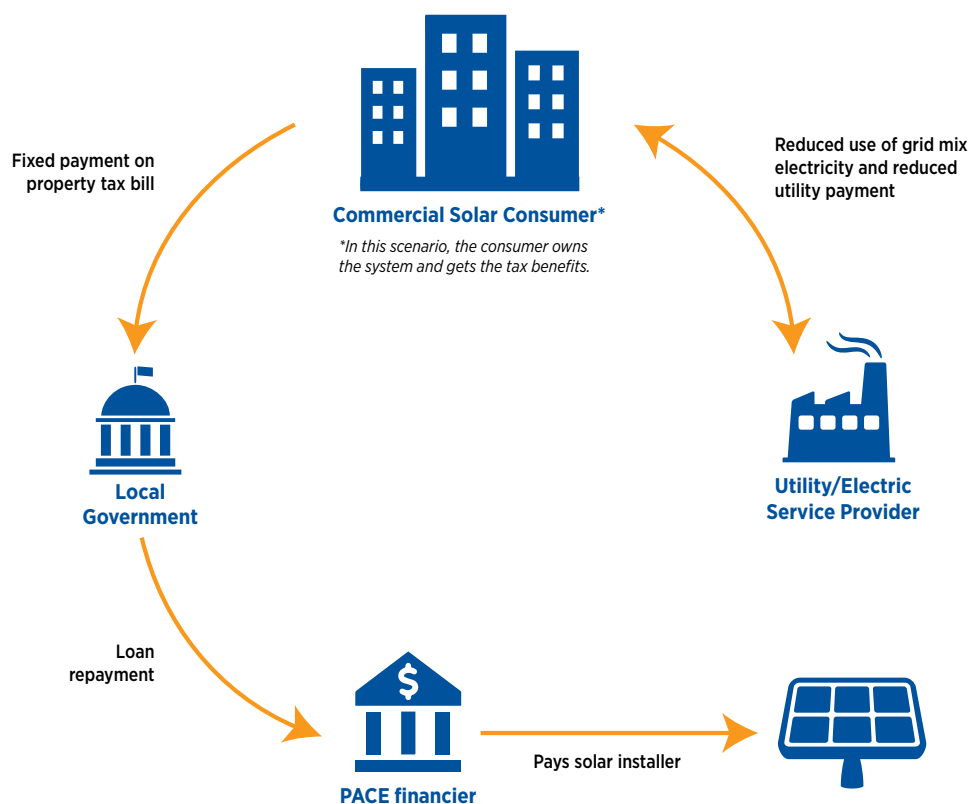 Fixed payment on
property tax bill
Reduced use of grid mix
electricity and reduced
utility payment
Commercial Solar Consumer*
*In this scenario, the consumer owns
the system and gets the tax benefits.
Local
Government
Utility/Electric
Service Provider
Loan
repayment
$
Pays solar installer
PACE financier